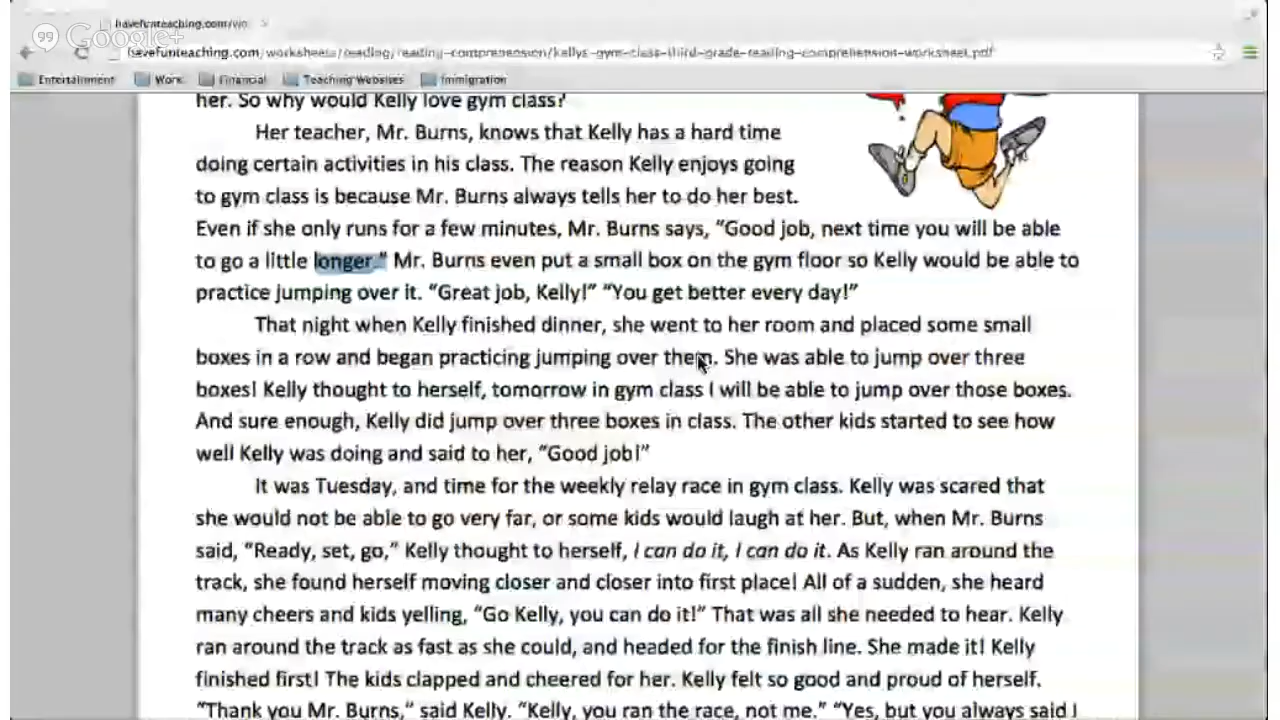 havefunteaching.com/wo
Google+
havefunteaching.com/worksheets/reading/reading-comprehension/kellys-gym-class-third-grade-reading-comprehension-worksheet.pdf
Entertainment Work Financial Teaching Websites Immigration
her. So why would Kelly love gym class?
Her teacher, Mr. Burns, knows that Kelly has a hard time
doing certain activities in his class. The reason Kelly enjoys going
to gym class is because Mr. Burns always tells her to do her best.
Even if she only runs for a few minutes, Mr. Burns says, “Good job, next time you will be able
to go a little longer.” Mr. Burns even put a small box on the gym floor so Kelly would be able to
practice jumping over it. “Great job, Kelly!” “You get better every day!”
That night when Kelly finished dinner, she went to her room and placed some small
boxes in a row and began practicing jumping over them. She was able to jump over three
boxes! Kelly thought to herself, tomorrow in gym class I will be able to jump over those boxes.
And sure enough, Kelly did jump over three boxes in class. The other kids started to see how
well Kelly was doing and said to her, “Good job!”
It was Tuesday, and time for the weekly relay race in gym class. Kelly was scared that
she would not be able to go very far, or some kids would laugh at her. But, when Mr. Burns
said, “Ready, set, go,” Kelly thought to herself, I can do it, I can do it. As Kelly ran around the
track, she found herself moving closer and closer into first place! All of a sudden, she heard
many cheers and kids yelling, “Go Kelly, you can do it!” That was all she needed to hear. Kelly
ran around the track as fast as she could, and headed for the finish line. She made it! Kelly
finished first! The kids clapped and cheered for her. Kelly felt so good and proud of herself.
“Thank you Mr. Burns,” said Kelly. “Kelly, you ran the race, not me.” “Yes, but you always said I